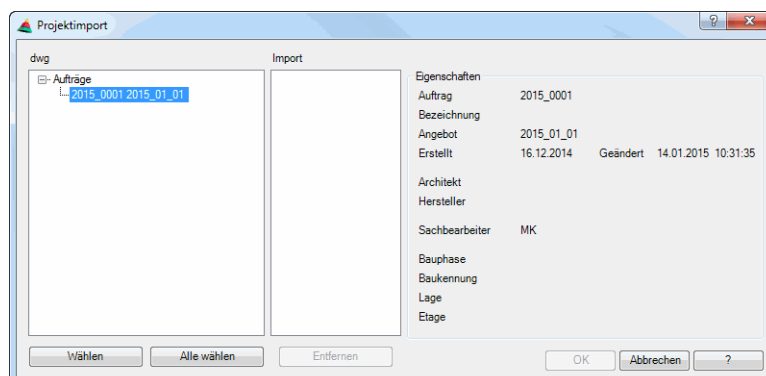 Projektimport
dwg
Import
Aufträge
2015_0001 2015_01_01
Eigenschaften
Auftrag 2015_0001
Bezeichnung
Angebot 2015_01_01
Erstellt 16.12.2014 Geändert 14.01.2015 10:31:35
Architekt
Hersteller
Sachbearbeiter MK
Bauphase
Baukennung
Lage
Etage
Wählen Alle wählen Entfernen OK Abbrechen ?